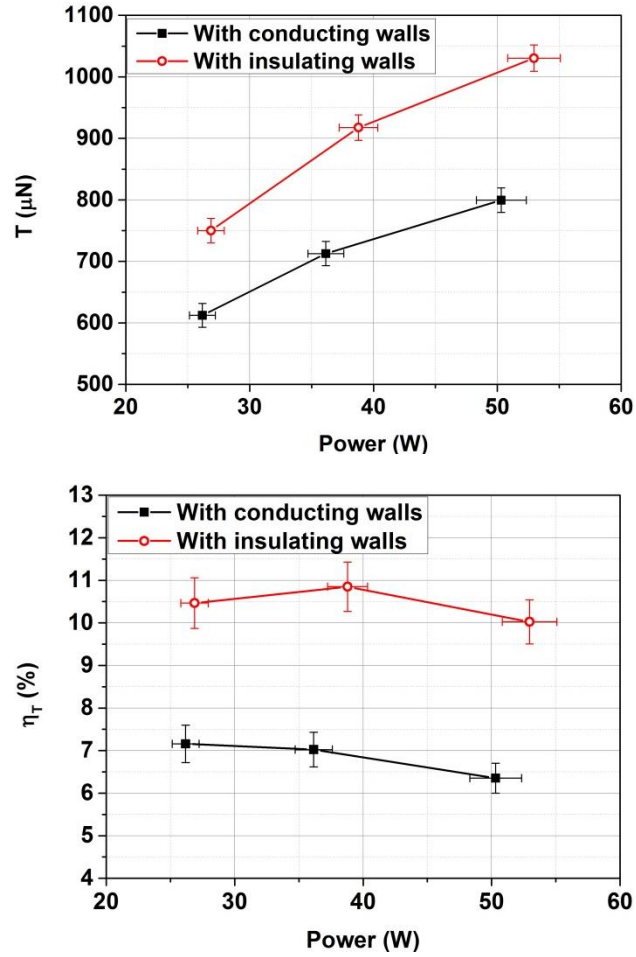 1100
1000
900
800
700
600
500
T (μN)
With conducting walls
With insulating walls
20 30 40 50 60
Power (W)
13
12
11
10
9
8
7
6
5
4
η_T (%)
With conducting walls
With insulating walls
20 30 40 50 60
Power (W)